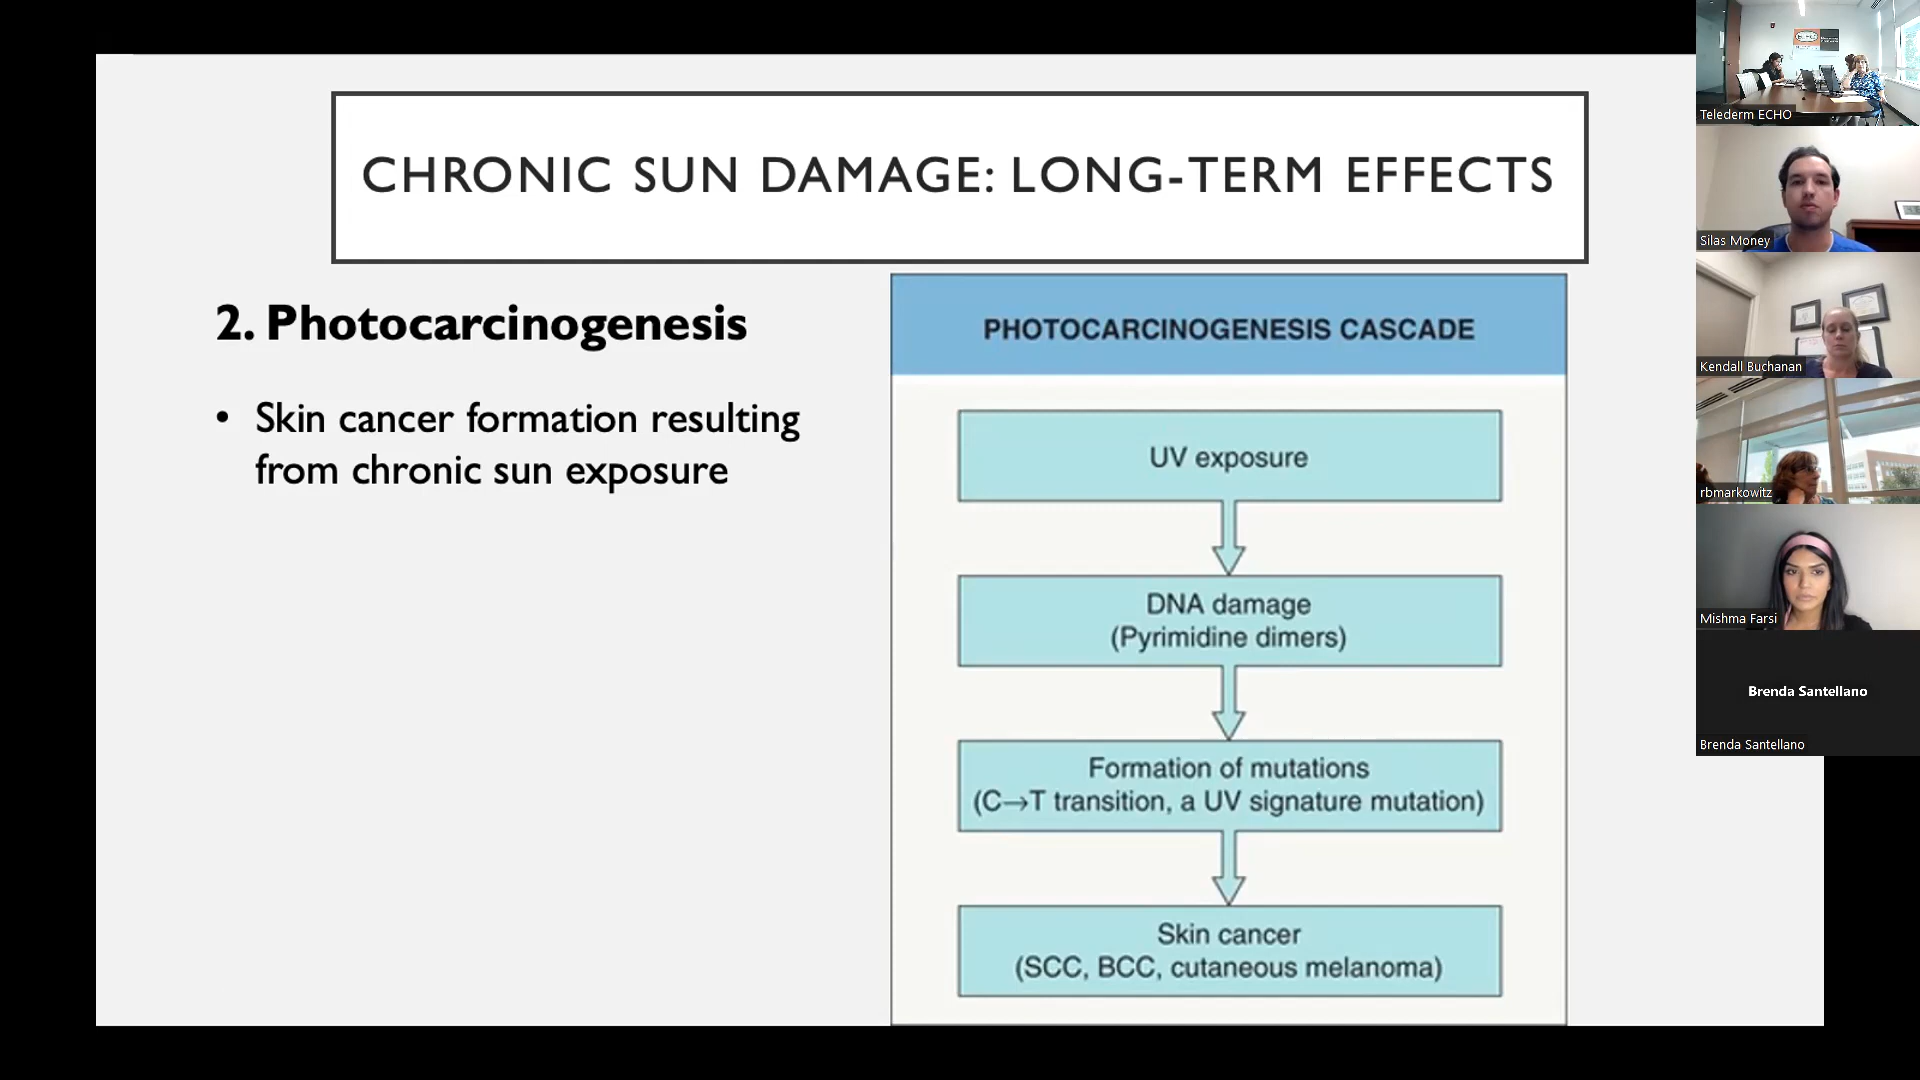 CHRONIC SUN DAMAGE: LONG-TERM EFFECTS
2. Photocarcinogenesis
• Skin cancer formation resulting
from chronic sun exposure
PHOTOCARCINOGENESIS CASCADE
UV exposure
DNA damage
(Pyrimidine dimers)
Formation of mutations
(C→T transition, a UV signature mutation)
Skin cancer
(SCC, BCC, cutaneous melanoma)
Telederm ECHO
Silas Money
Kendall Buchanan
rbmarkowitz
Mishma Farsi
Brenda Santellano
Brenda Santellano